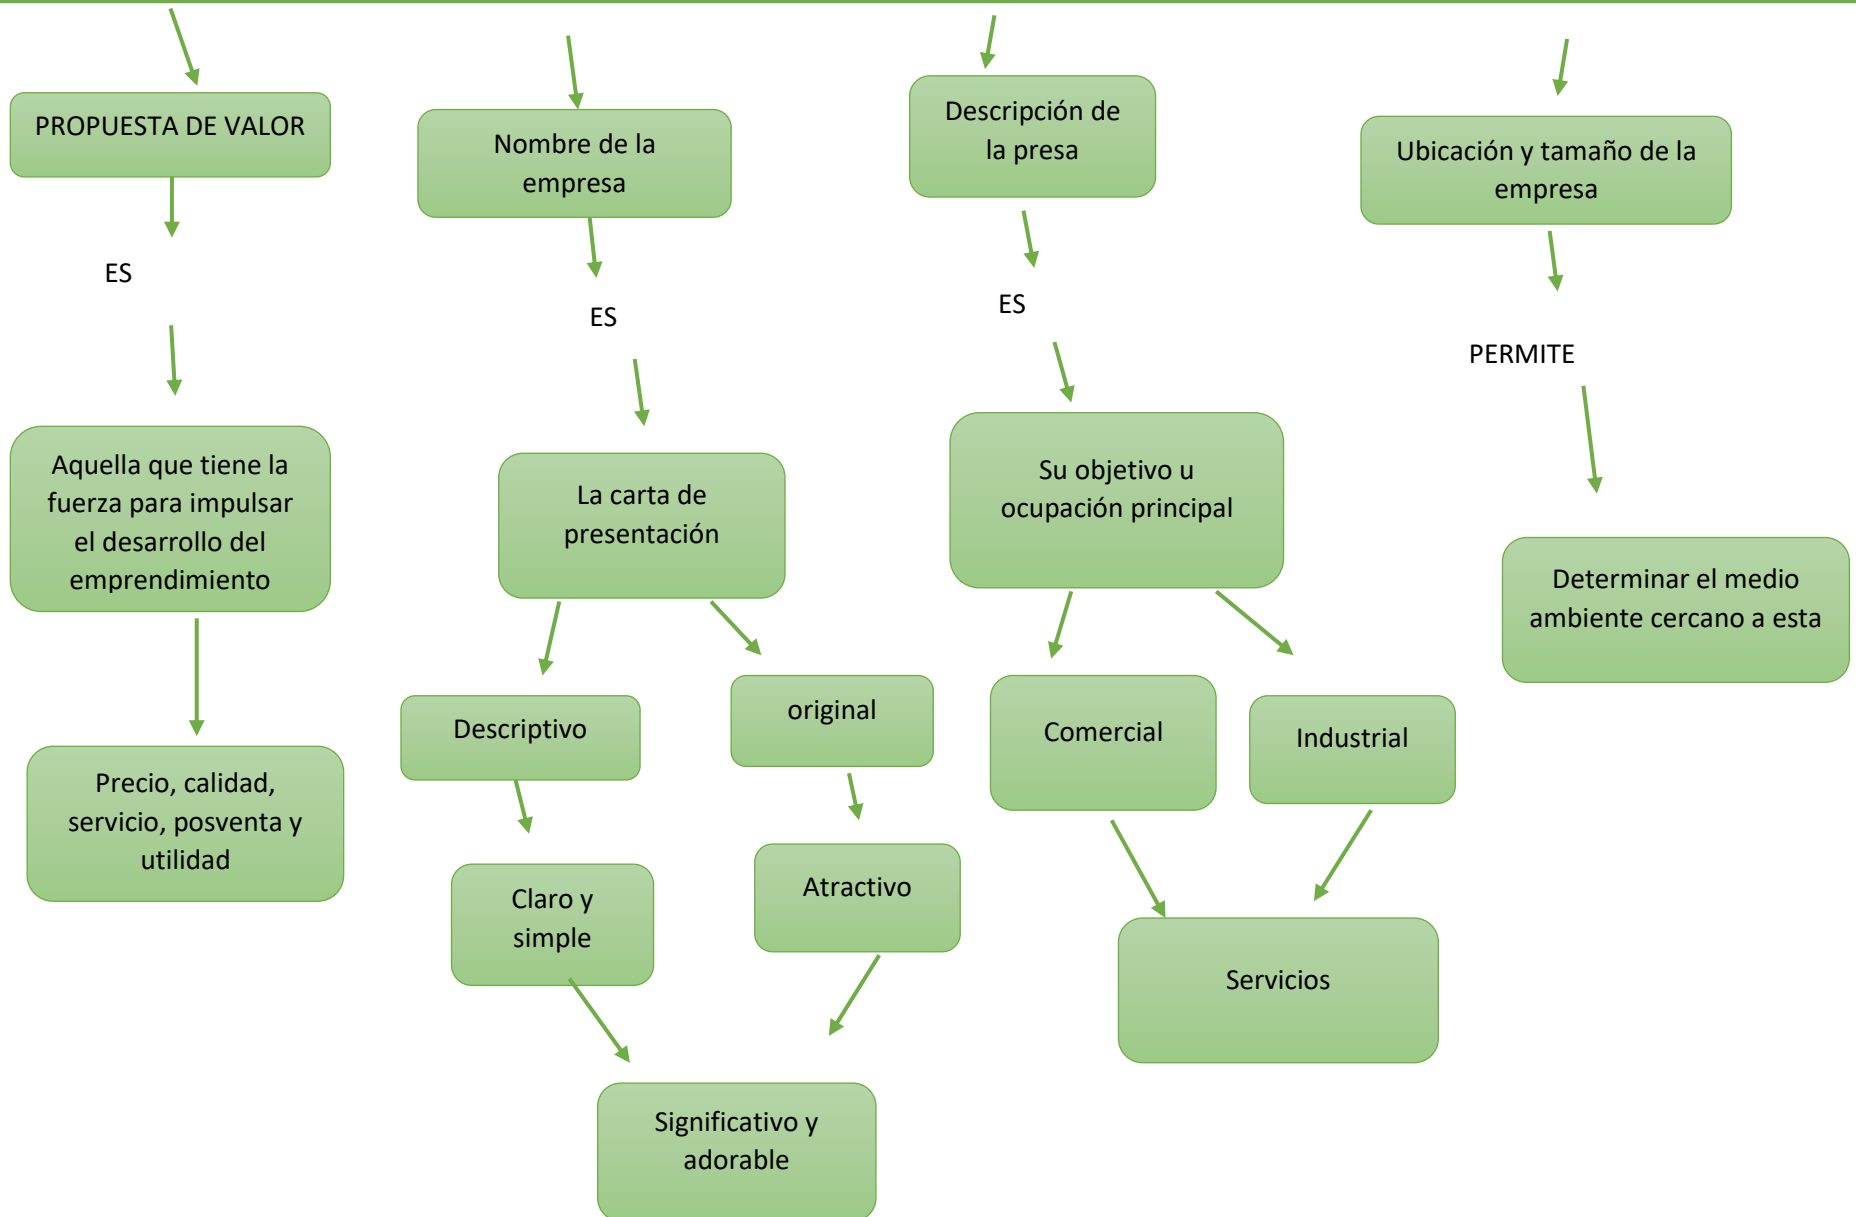 PROPUESTA DE VALOR
ES
Aquella que tiene la
fuerza para impulsar
el desarrollo del
emprendimiento
Precio, calidad,
servicio, posventa y
utilidad
Nombre de la
empresa
ES
La carta de
presentación
Descriptivo
original
Claro y
simple
Atractivo
Significativo y
adorable
Descripción de
la presa
ES
Su objetivo u
ocupación principal
Comercial
Industrial
Servicios
Ubicación y tamaño de la
empresa
PERMITE
Determinar el medio
ambiente cercano a esta